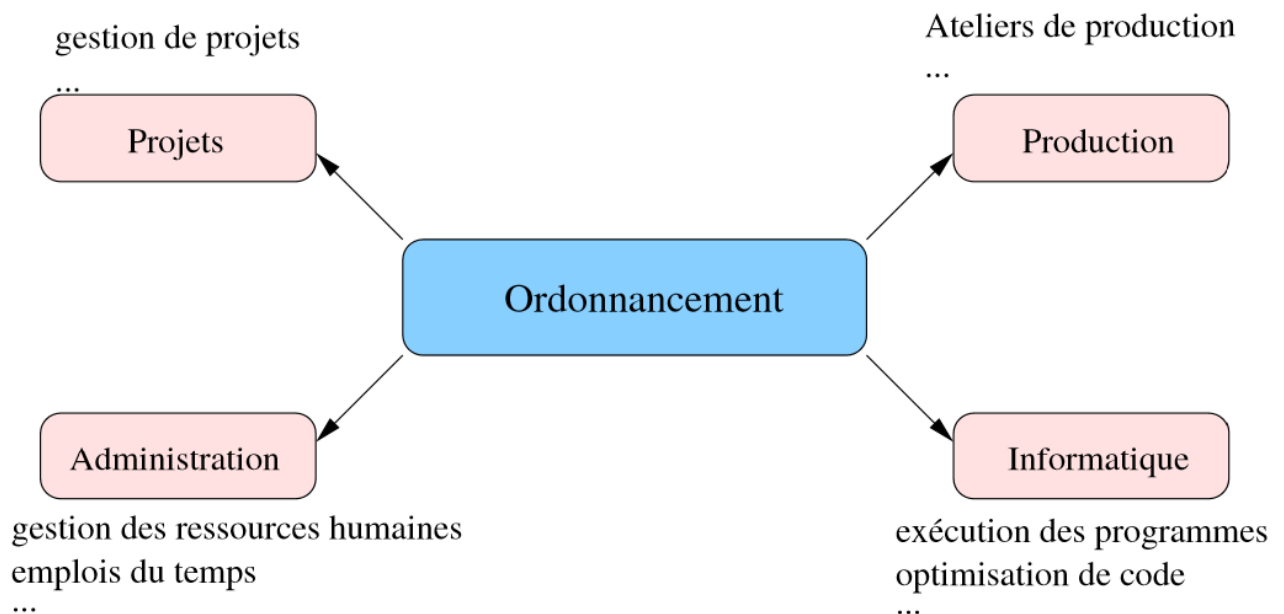 gestion de projets
...
Projets
Ateliers de production
...
Production
Ordonnancement
Administration
gestion des ressources humaines
emplois du temps
...
Informatique
exécution des programmes
optimisation de code
...